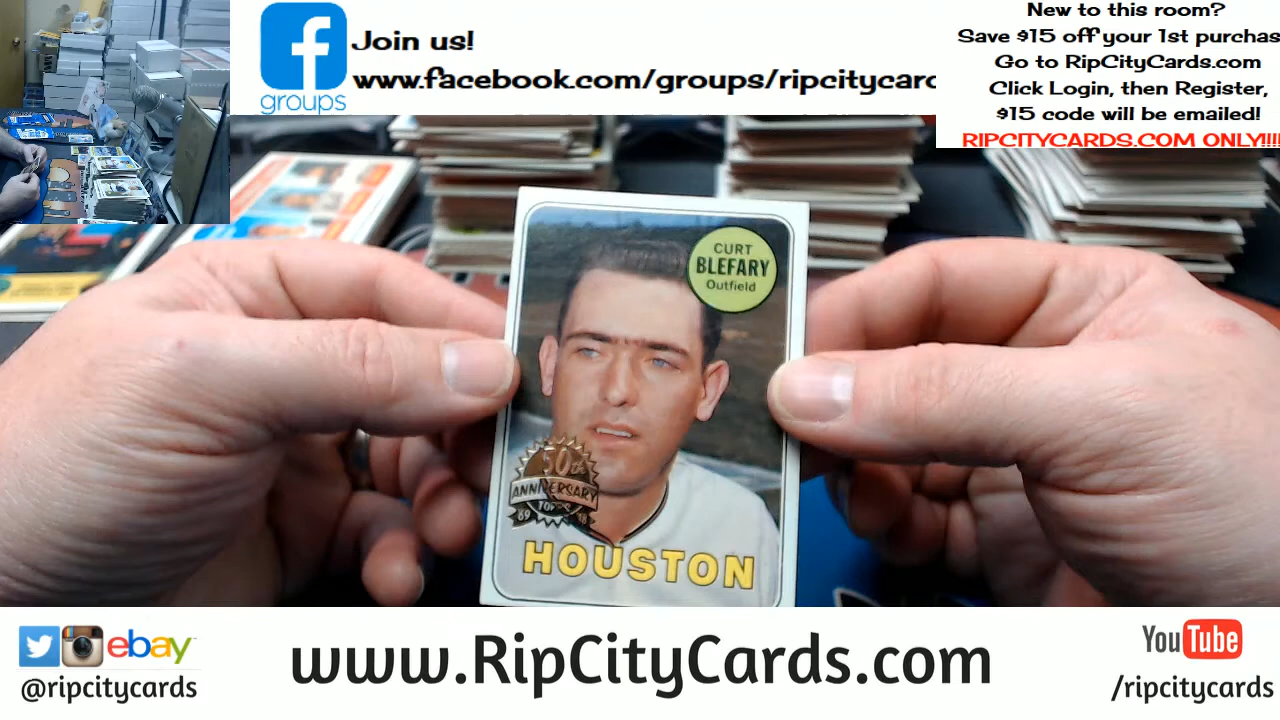 f
groups
Join us!
www.facebook.com/groups/ripcitycarc
New to this room?
Save $15 off your 1st purchas
Go to RipCityCards.com
Click Login, then Register,
$15 code will be emailed!
RIPCITYCARDS.COM ONLY!!!!
CURT
BLEFARY
Outfield
50th
ANNIVERSARY
TOPPS
69 18
HOUSTON
ebay
@ripcitycards
www.RipCityCards.com
YouTube
/ripcitycards